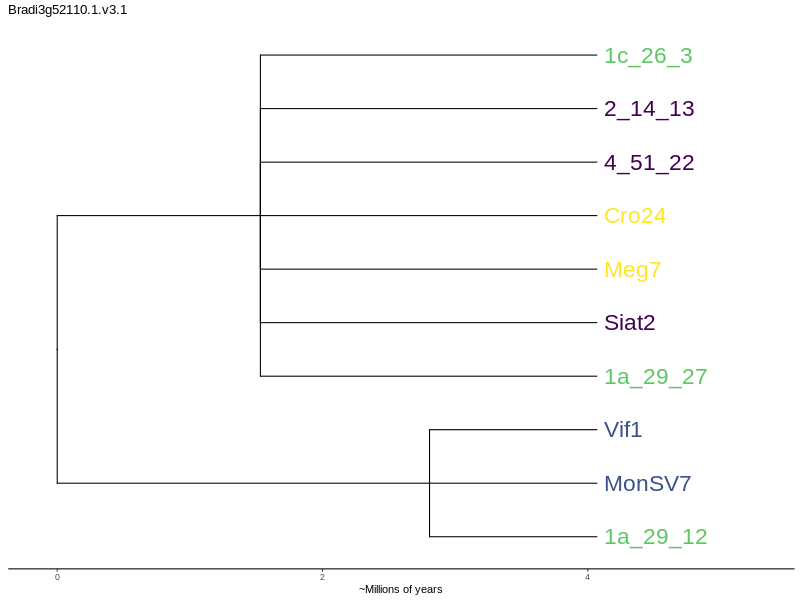 Bradi3g52110.1.v3.1
1c_26_3
2_14_13
4_51_22
Cro24
Meg7
Siat2
1a_29_27
Vif1
MonSV7
1a_29_12
0 2 4
~Millions of years